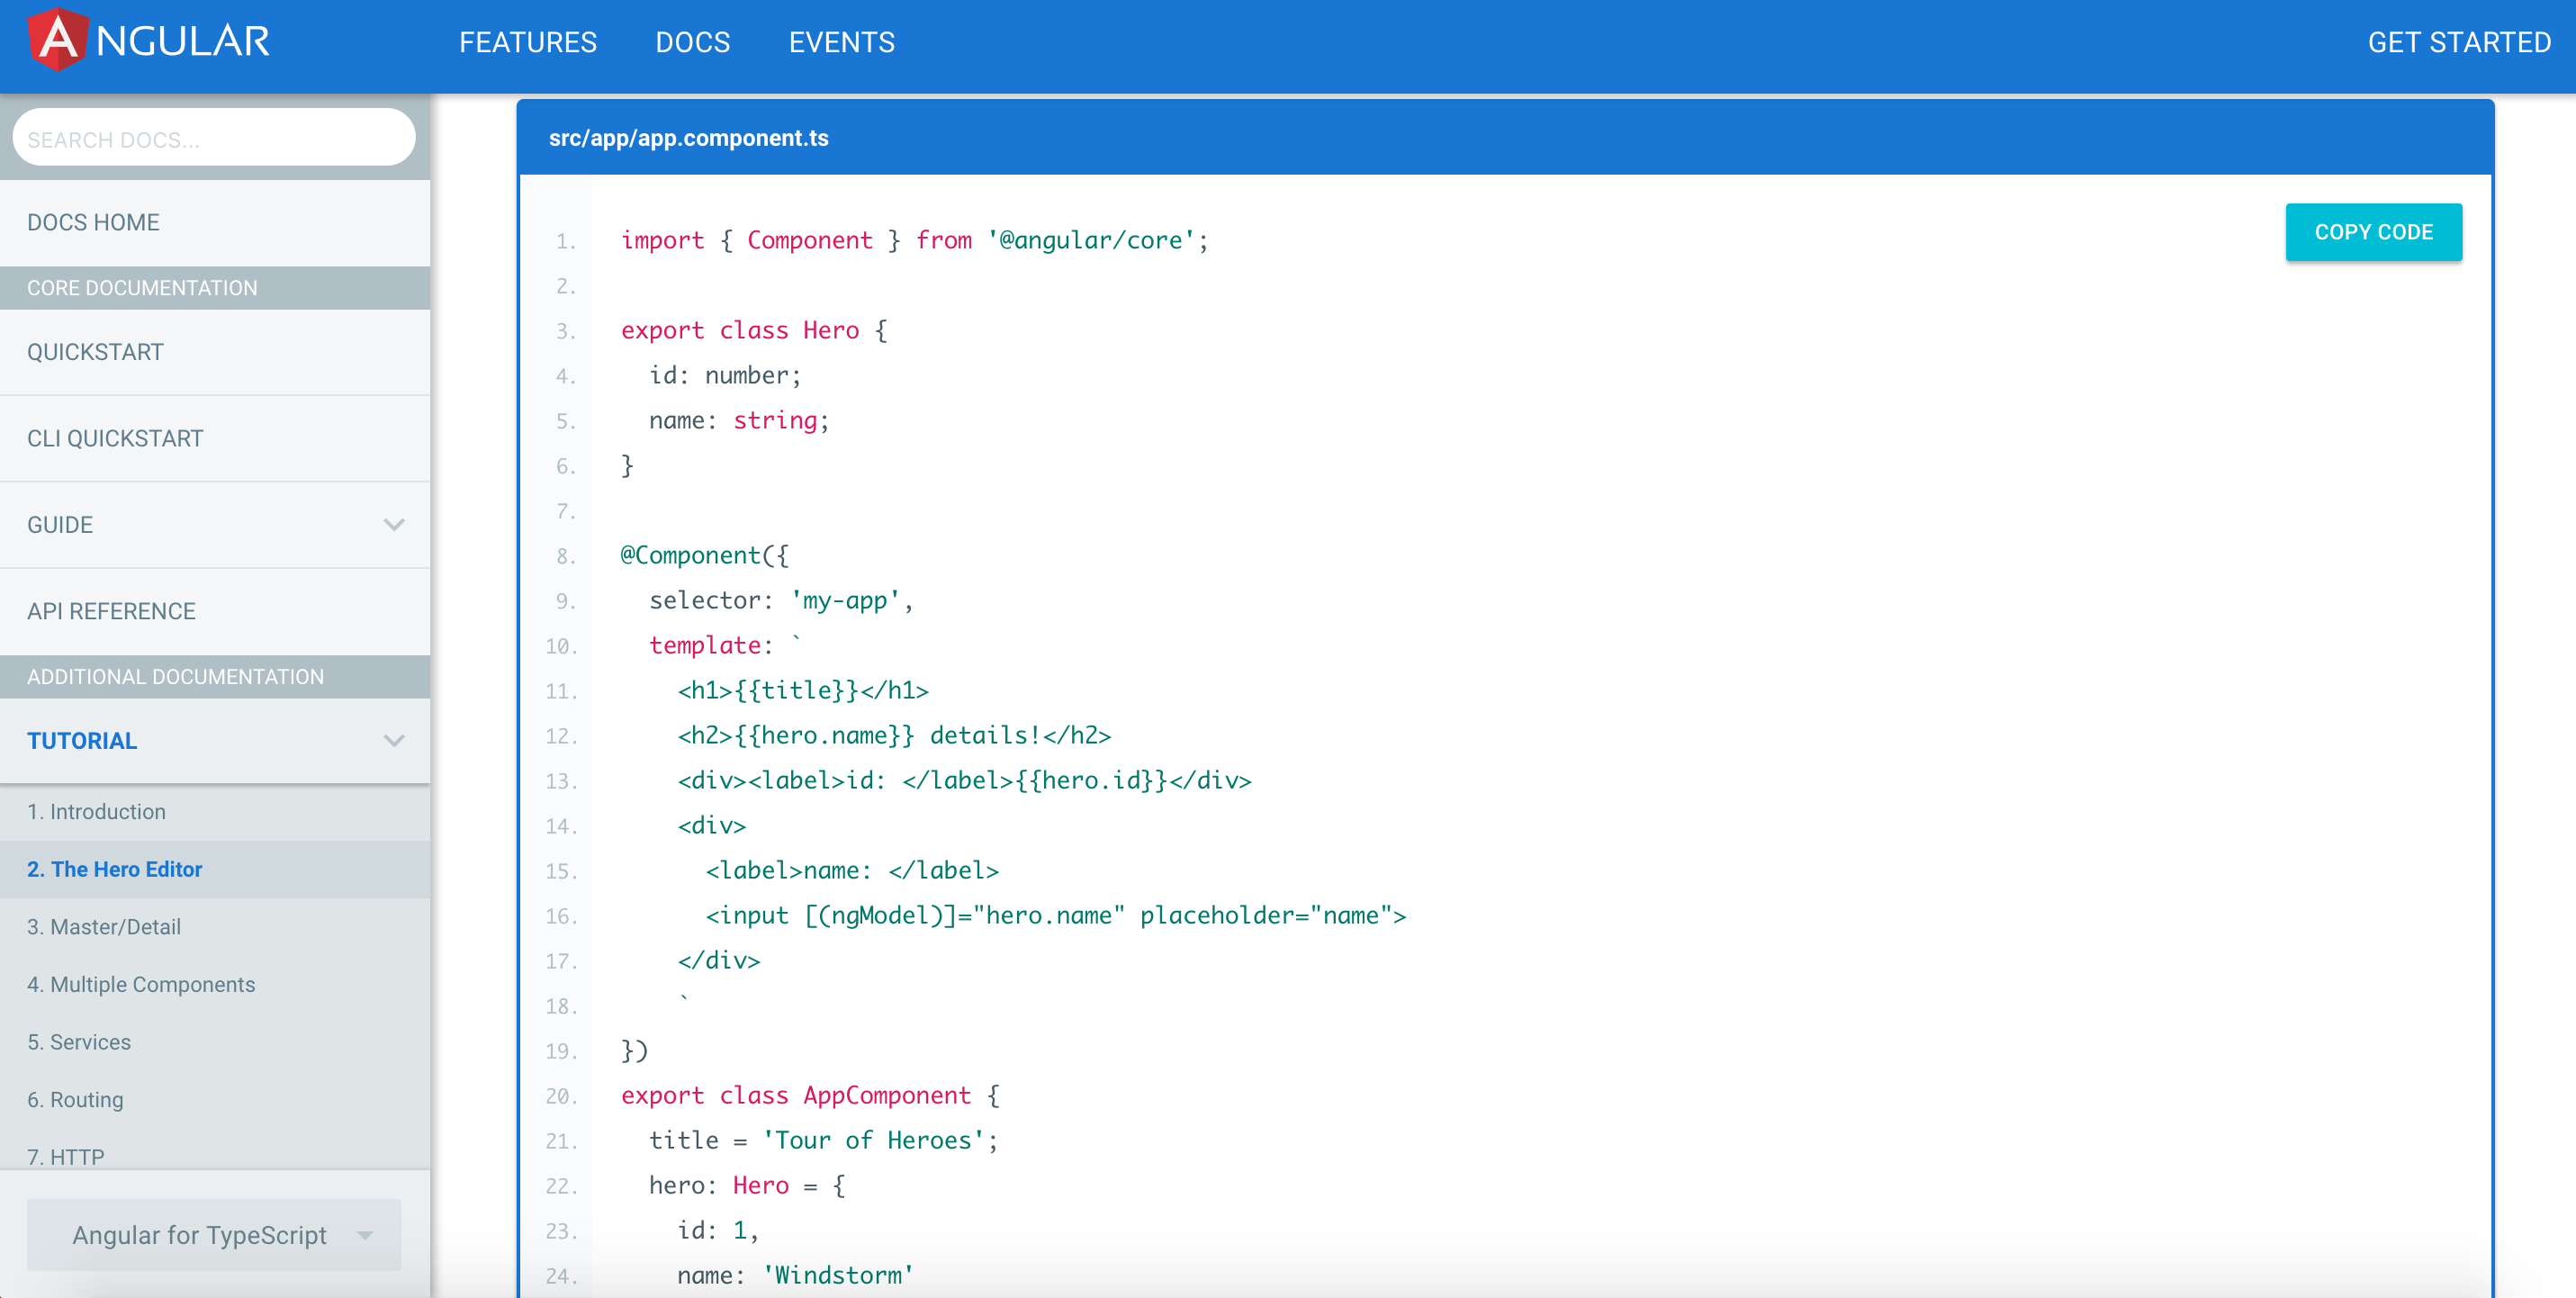 ANGULAR FEATURES DOCS EVENTS GET STARTED
SEARCH DOCS...
DOCS HOME
CORE DOCUMENTATION
QUICKSTART
CLI QUICKSTART
GUIDE
API REFERENCE
ADDITIONAL DOCUMENTATION
TUTORIAL
1. Introduction
2. The Hero Editor
3. Master/Detail
4. Multiple Components
5. Services
6. Routing
7. HTTP
Angular for TypeScript
src/app/app.component.ts
COPY CODE
1. import { Component } from '@angular/core';
2.
3. export class Hero {
4.   id: number;
5.   name: string;
6. }
7.
8. @Component({
9.   selector: 'my-app',
10.   template: `
11.     <h1>{{title}}</h1>
12.     <h2>{{hero.name}} details!</h2>
13.     <div><label>id: </label>{{hero.id}}</div>
14.     <div>
15.       <label>name: </label>
16.       <input [(ngModel)]="hero.name" placeholder="name">
17.     </div>
18.     `
19. })
20. export class AppComponent {
21.   title = 'Tour of Heroes';
22.   hero: Hero = {
23.     id: 1,
24.     name: 'Windstorm'